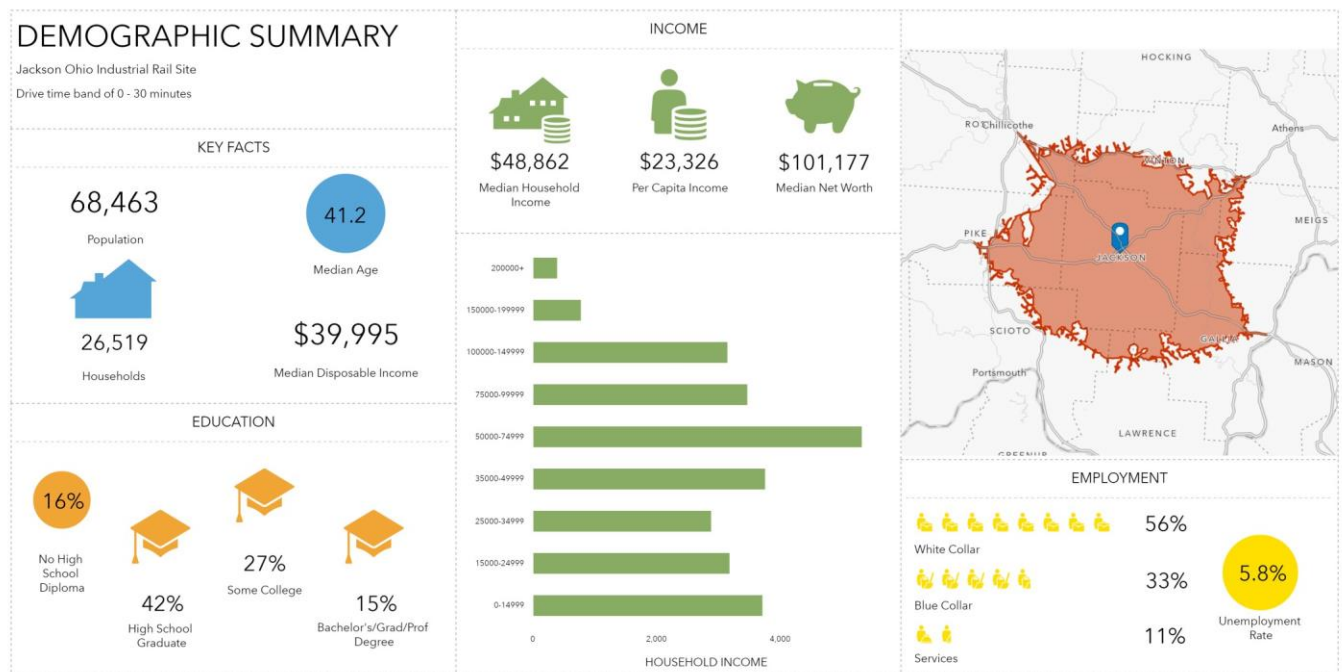 DEMOGRAPHIC SUMMARY
Jackson Ohio Industrial Rail Site
Drive time band of 0 - 30 minutes
KEY FACTS
68,463
Population
41.2
Median Age
26,519
Households
$39,995
Median Disposable Income
EDUCATION
16%
No High
School
Diploma
42%
High School
Graduate
27%
Some College
15%
Bachelor's/Grad/Prof
Degree
INCOME
$48,862
Median Household
Income
$23,326
Per Capita Income
$101,177
Median Net Worth
200000+
150000-199999
100000-149999
75000-99999
50000-74999
35000-49999
25000-34999
15000-24999
0-14999
0
2,000
4,000
HOUSEHOLD INCOME
HOCKING
Chillicothe
Athens
MEIGS
PIKE
JACKSON
SCIOTO
GALLIA
MASON
Portsmouth
LAWRENCE
EMPLOYMENT
White Collar
56%
Blue Collar
33%
Services
11%
5.8%
Unemployment
Rate